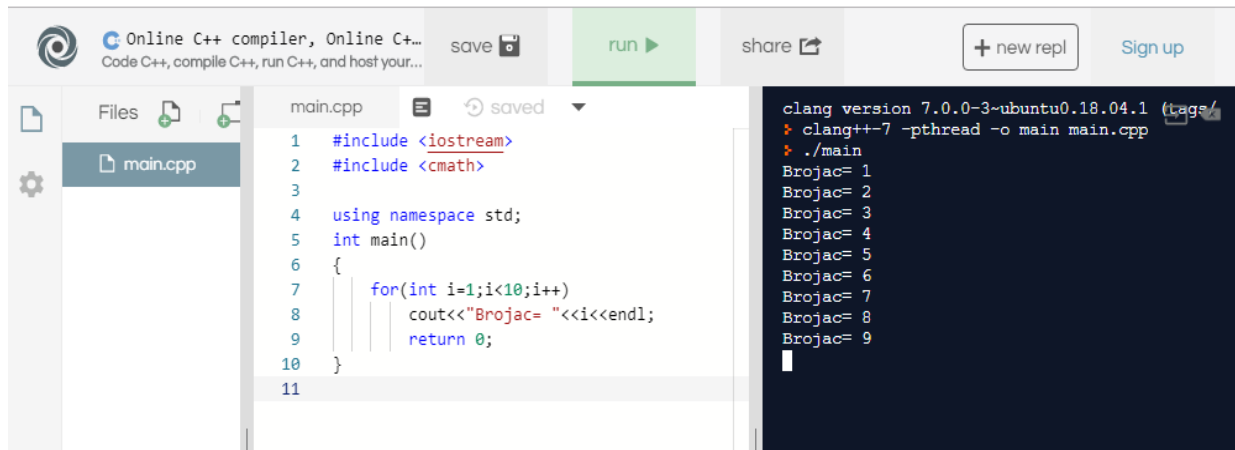 Online C++ compiler, Online C+…
Code C++, compile C++, run C++, and host your...
save
run
share
+ new repl
Sign up
Files
main.cpp
main.cpp
saved
1 #include <iostream>
2 #include <cmath>
3
4 using namespace std;
5 int main()
6 {
7 for(int i=1;i<10;i++)
8 cout<<"Brojac= "<<i<<endl;
9 return 0;
10 }
11
clang version 7.0.0-3~ubuntu0.18.04.1 (tags/
clang++-7 -pthread -o main main.cpp
./main
Brojac= 1
Brojac= 2
Brojac= 3
Brojac= 4
Brojac= 5
Brojac= 6
Brojac= 7
Brojac= 8
Brojac= 9